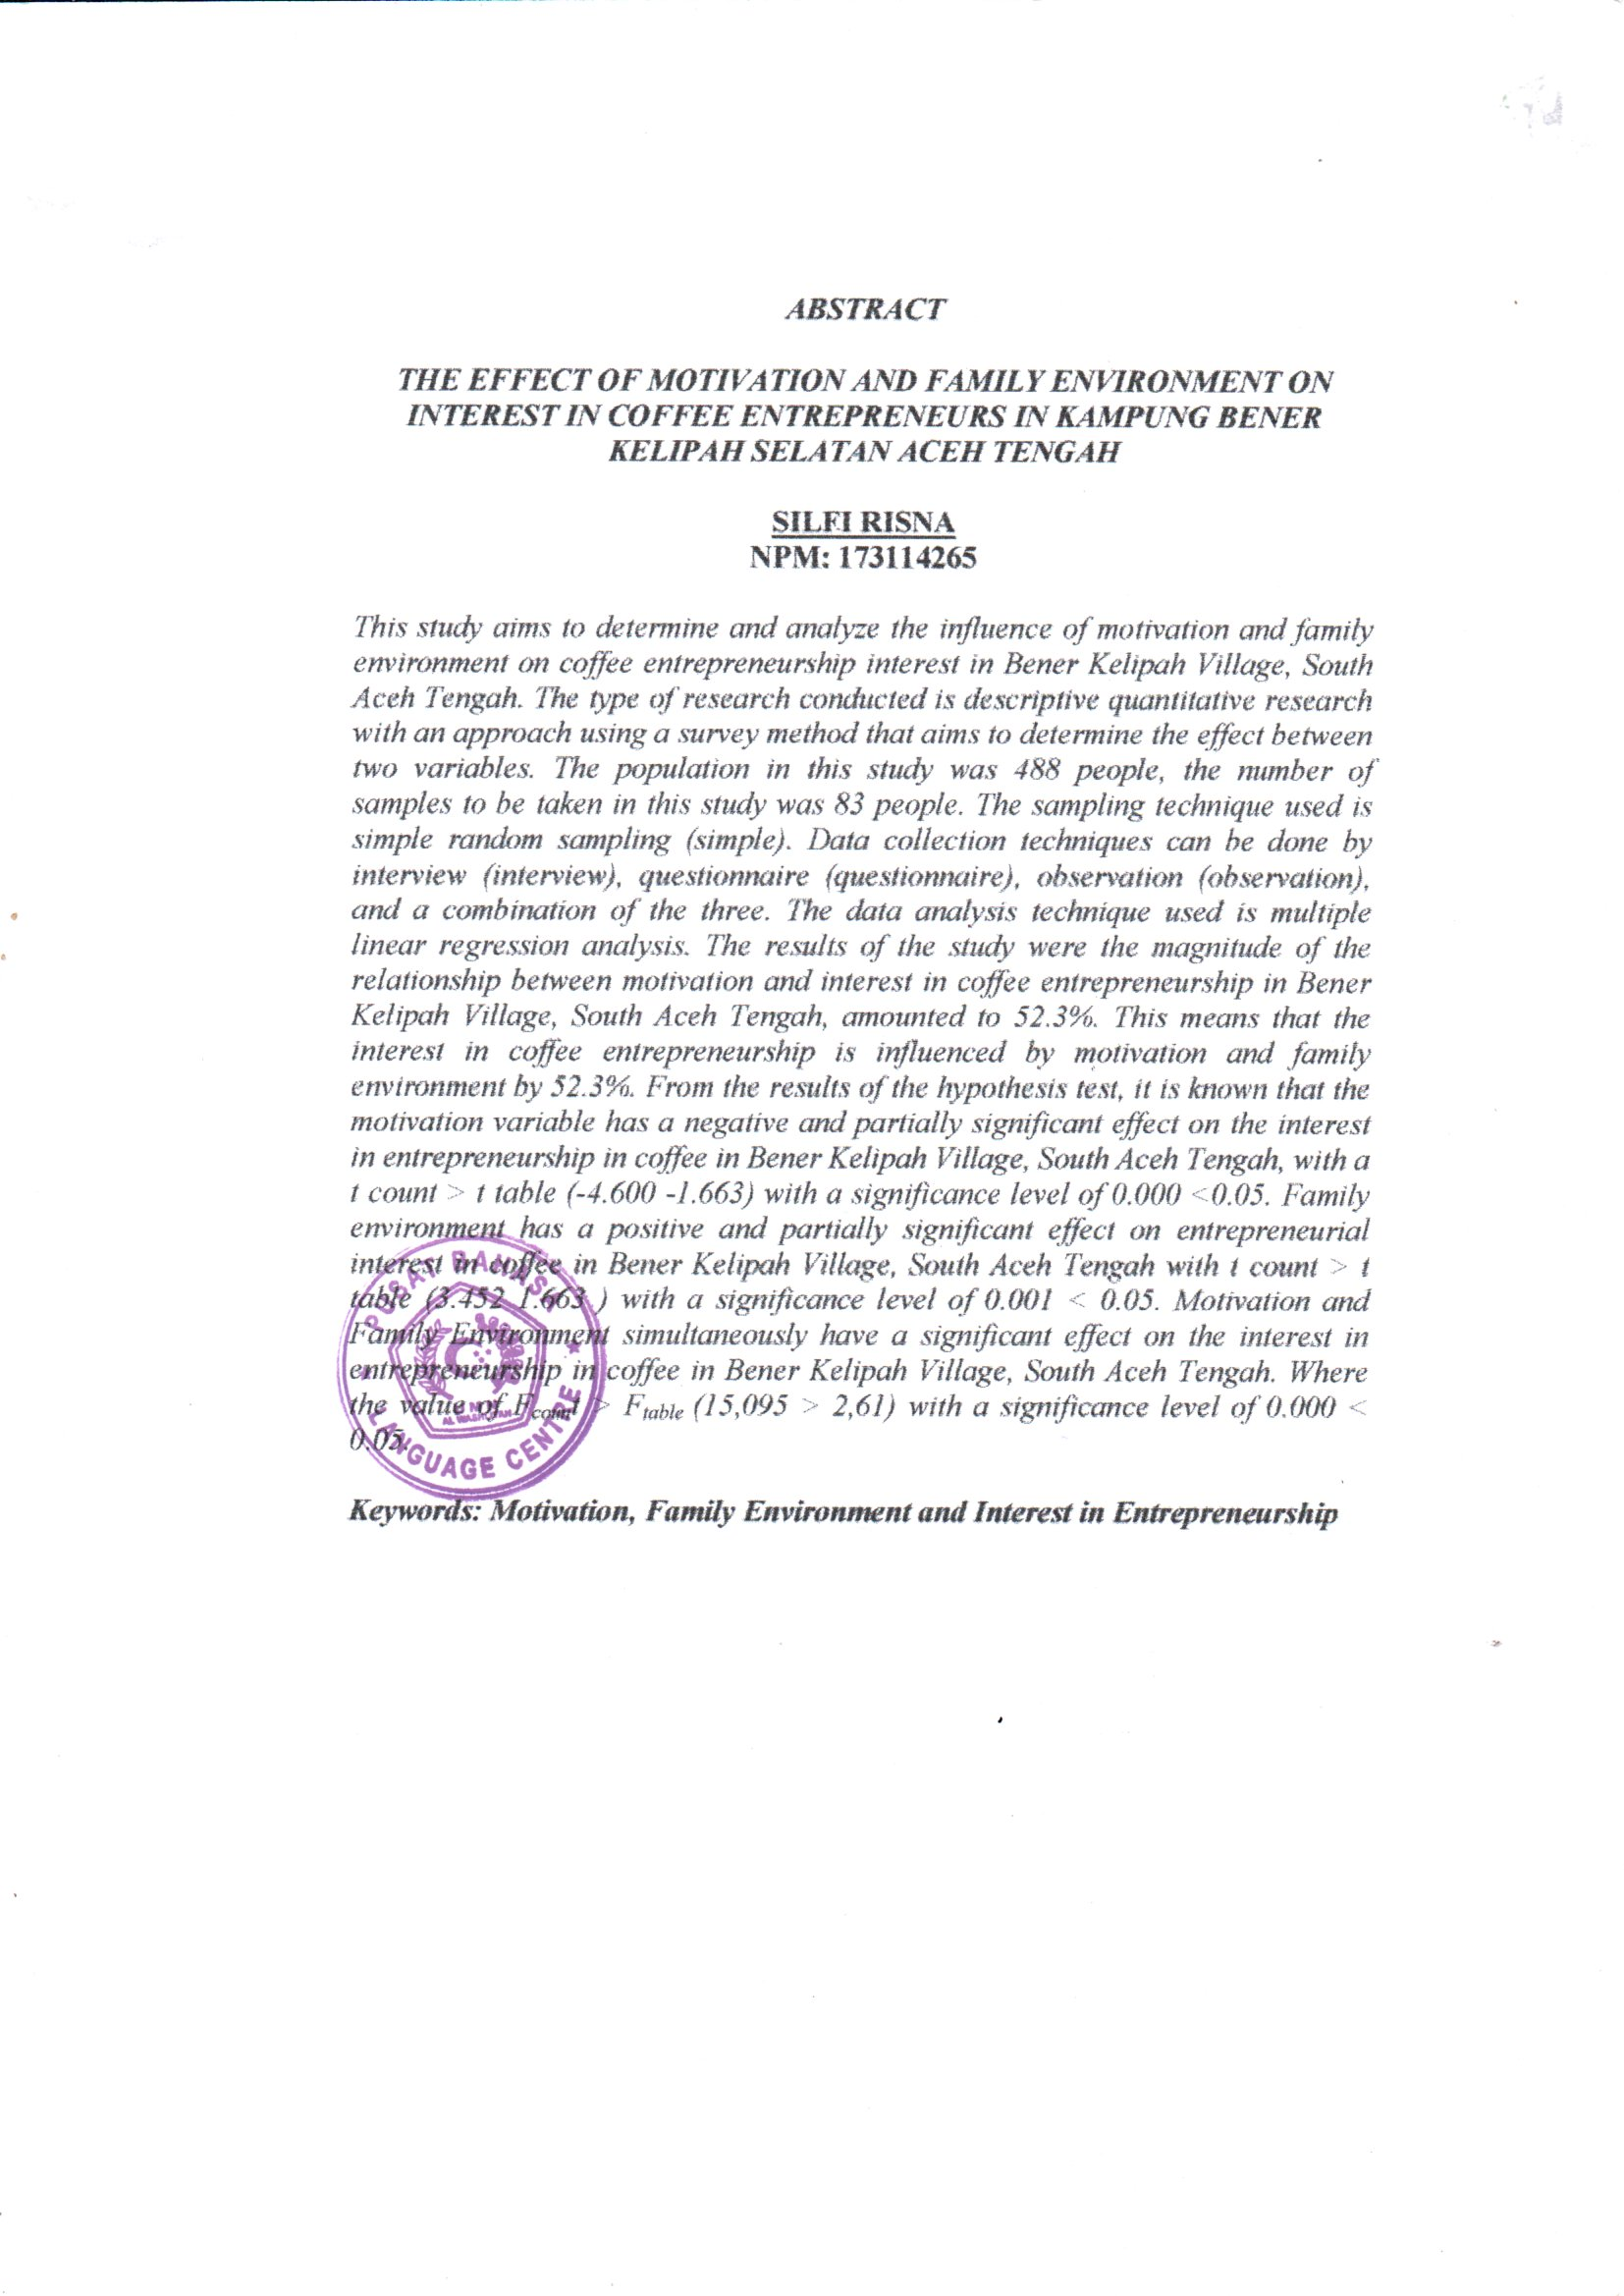 ABSTRACT
THE EFFECT OF MOTIVATION AND FAMILY ENVIRONMENT ON
INTEREST IN COFFEE ENTREPRENEURS IN KAMPUNG BENER
KELIPAH SELATAN ACEH TENGAH
SILFI RISNA
NPM: 173114265
This study aims to determine and analyze the influence of motivation and family
environment on coffee entrepreneurship interest in Bener Kelipah Village, South
Aceh Tengah. The type of research conducted is descriptive quantitative research
with an approach using a survey method that aims to determine the effect between
two variables. The population in this study was 488 people, the number of
samples to be taken in this study was 83 people. The sampling technique used is
simple random sampling (simple). Data collection techniques can be done by
interview (interview), questionnaire (questionnaire), observation (observation),
and a combination of the three. The data analysis technique used is multiple
linear regression analysis. The results of the study were the magnitude of the
relationship between motivation and interest in coffee entrepreneurship in Bener
Kelipah Village, South Aceh Tengah, amounted to 52.3%. This means that the
interest in coffee entrepreneurship is influenced by motivation and family
environment by 52.3%. From the results of the hypothesis test, it is known that the
motivation variable has a negative and partially significant effect on the interest
in entrepreneurship in coffee in Bener Kelipah Village, South Aceh Tengah, with a
t count > t table (-4.600 -1.663) with a significance level of 0.000 <0.05. Family
environment has a positive and partially significant effect on entrepreneurial
interest in coffee in Bener Kelipah Village, South Aceh Tengah with t count > t
table (3.452 1.663 ) with a significance level of 0.001 < 0.05. Motivation and
Family Environment simultaneously have a significant effect on the interest in
entrepreneurship in coffee in Bener Kelipah Village, South Aceh Tengah. Where
the value of Fcount > Ftable (15,095 > 2,61) with a significance level of 0.000 <
0.05.
PUSAT BAHASA
AL WASHLIYAH
LANGUAGE CENTRE
Keywords: Motivation, Family Environment and Interest in Entrepreneurship